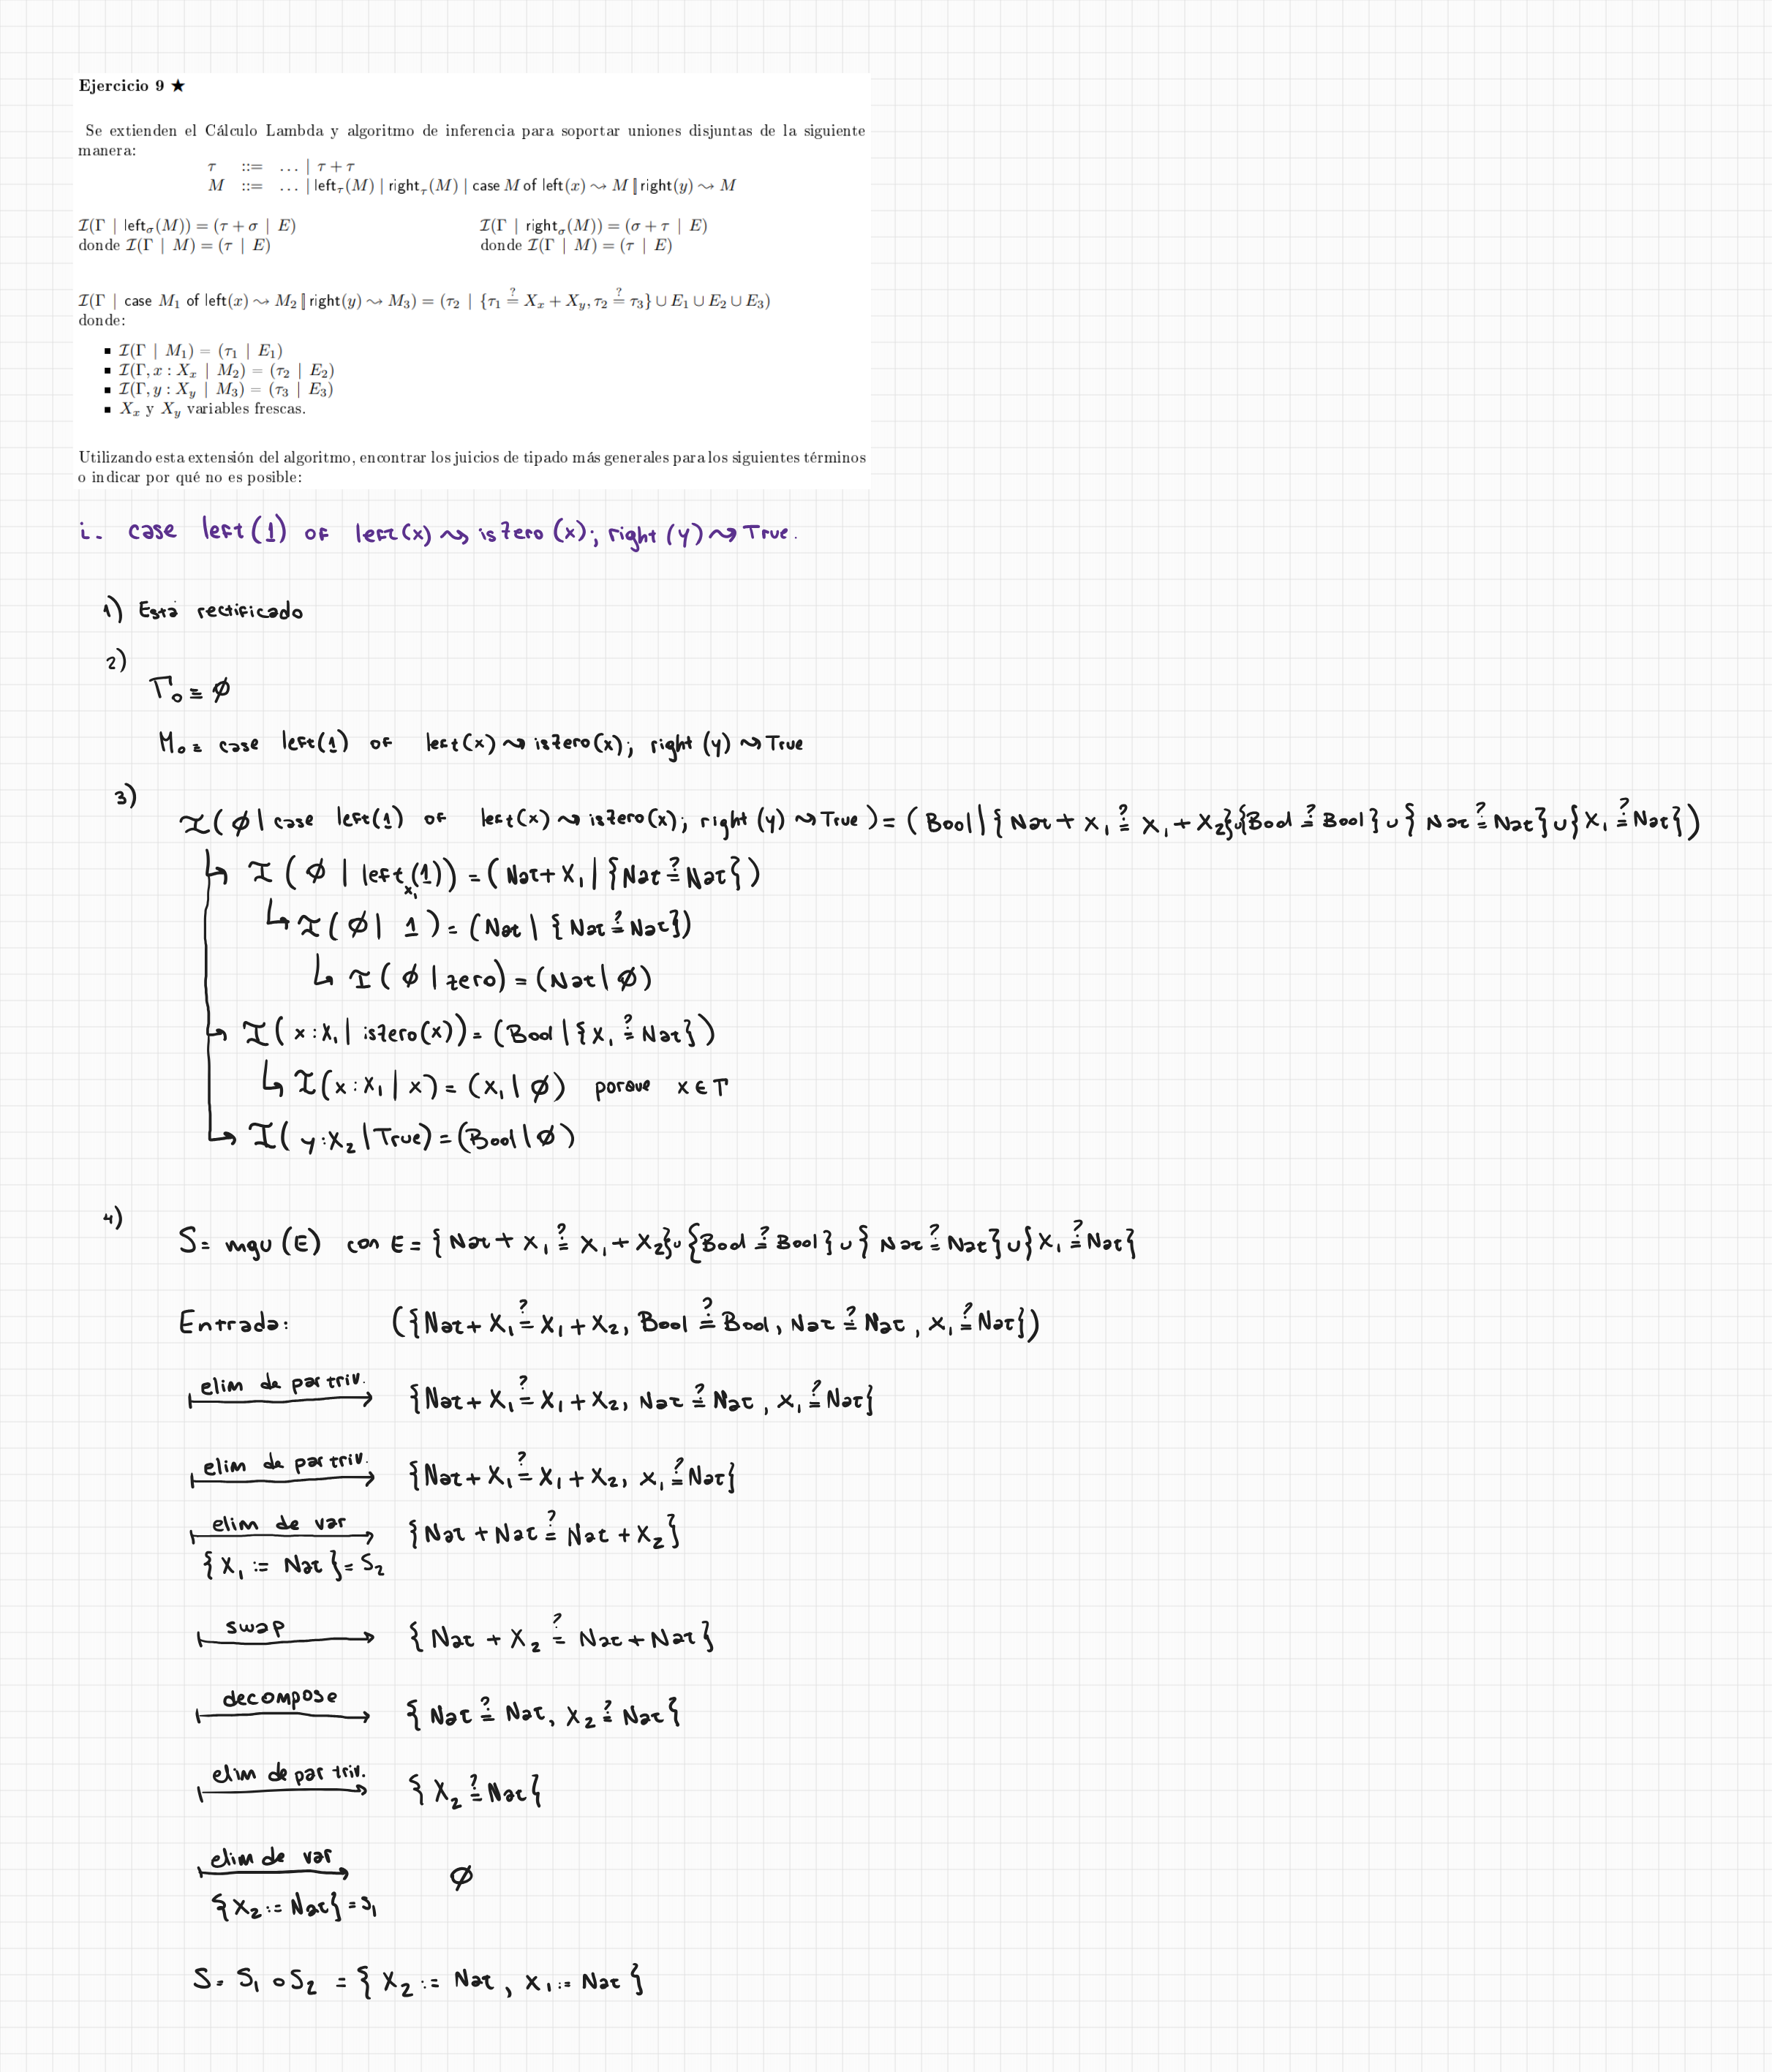 Ejercicio 9 ★
Se extienden el Cálculo Lambda y algoritmo de inferencia para soportar uniones disjuntas de la siguiente
manera:
τ ::= … | τ + τ
M ::= … | left_τ(M) | right_τ(M) | case M of left(x) ⤳ M ⫿ right(y) ⤳ M
ℐ(Γ | left_σ(M)) = (τ + σ | E) ℐ(Γ | right_σ(M)) = (σ + τ | E)
donde ℐ(Γ | M) = (τ | E) donde ℐ(Γ | M) = (τ | E)
ℐ(Γ | case M₁ of left(x) ⤳ M₂ ⫿ right(y) ⤳ M₃) = (τ₂ | {τ₁ ≟ X_x + X_y, τ₂ ≟ τ₃} ∪ E₁ ∪ E₂ ∪ E₃)
donde:
▪ ℐ(Γ | M₁) = (τ₁ | E₁)
▪ ℐ(Γ, x : X_x | M₂) = (τ₂ | E₂)
▪ ℐ(Γ, y : X_y | M₃) = (τ₃ | E₃)
▪ X_x y X_y variables frescas.
Utilizando esta extensión del algoritmo, encontrar los juicios de tipado más generales para los siguientes términos
o indicar por qué no es posible:
i. case left(1) of left(x) ⤳ isZero(x); right(y) ⤳ True.
1) Está rectificado
2)
Γ₀ = ∅
M₀ = case left(1) of left(x) ⤳ isZero(x); right(y) ⤳ True
3)
ℐ(∅ | case left(1) of left(x) ⤳ isZero(x); right(y) ⤳ True) = (Bool | {Nat + X₁ ≟ X₁ + X₂} ∪ {Bool ≟ Bool} ∪ {Nat ≟ Nat} ∪ {X₁ ≟ Nat})
↳ ℐ(∅ | left_X₁(1)) = (Nat + X₁ | {Nat ≟ Nat})
↳ ℐ(∅ | 1) = (Nat | {Nat ≟ Nat})
↳ ℐ(∅ | zero) = (Nat | ∅)
↳ ℐ(x : X₁ | isZero(x)) = (Bool | {X₁ ≟ Nat})
↳ ℐ(x : X₁ | x) = (X₁ | ∅) porque x ∈ Γ
↳ ℐ(y : X₂ | True) = (Bool | ∅)
4)
S = mgu(E) con E = {Nat + X₁ ≟ X₁ + X₂} ∪ {Bool ≟ Bool} ∪ {Nat ≟ Nat} ∪ {X₁ ≟ Nat}
Entrada: ({Nat + X₁ ≟ X₁ + X₂, Bool ≟ Bool, Nat ≟ Nat, X₁ ≟ Nat})
elim de par triv. {Nat + X₁ ≟ X₁ + X₂, Nat ≟ Nat, X₁ ≟ Nat}
elim de par triv. {Nat + X₁ ≟ X₁ + X₂, X₁ ≟ Nat}
elim de var {Nat + Nat ≟ Nat + X₂}
{X₁ := Nat} = S₂
swap {Nat + X₂ ≟ Nat + Nat}
decompose {Nat ≟ Nat, X₂ ≟ Nat}
elim de par triv. {X₂ ≟ Nat}
elim de var ∅
{X₂ := Nat} = S₁
S = S₁ ∘ S₂ = {X₂ := Nat, X₁ := Nat}